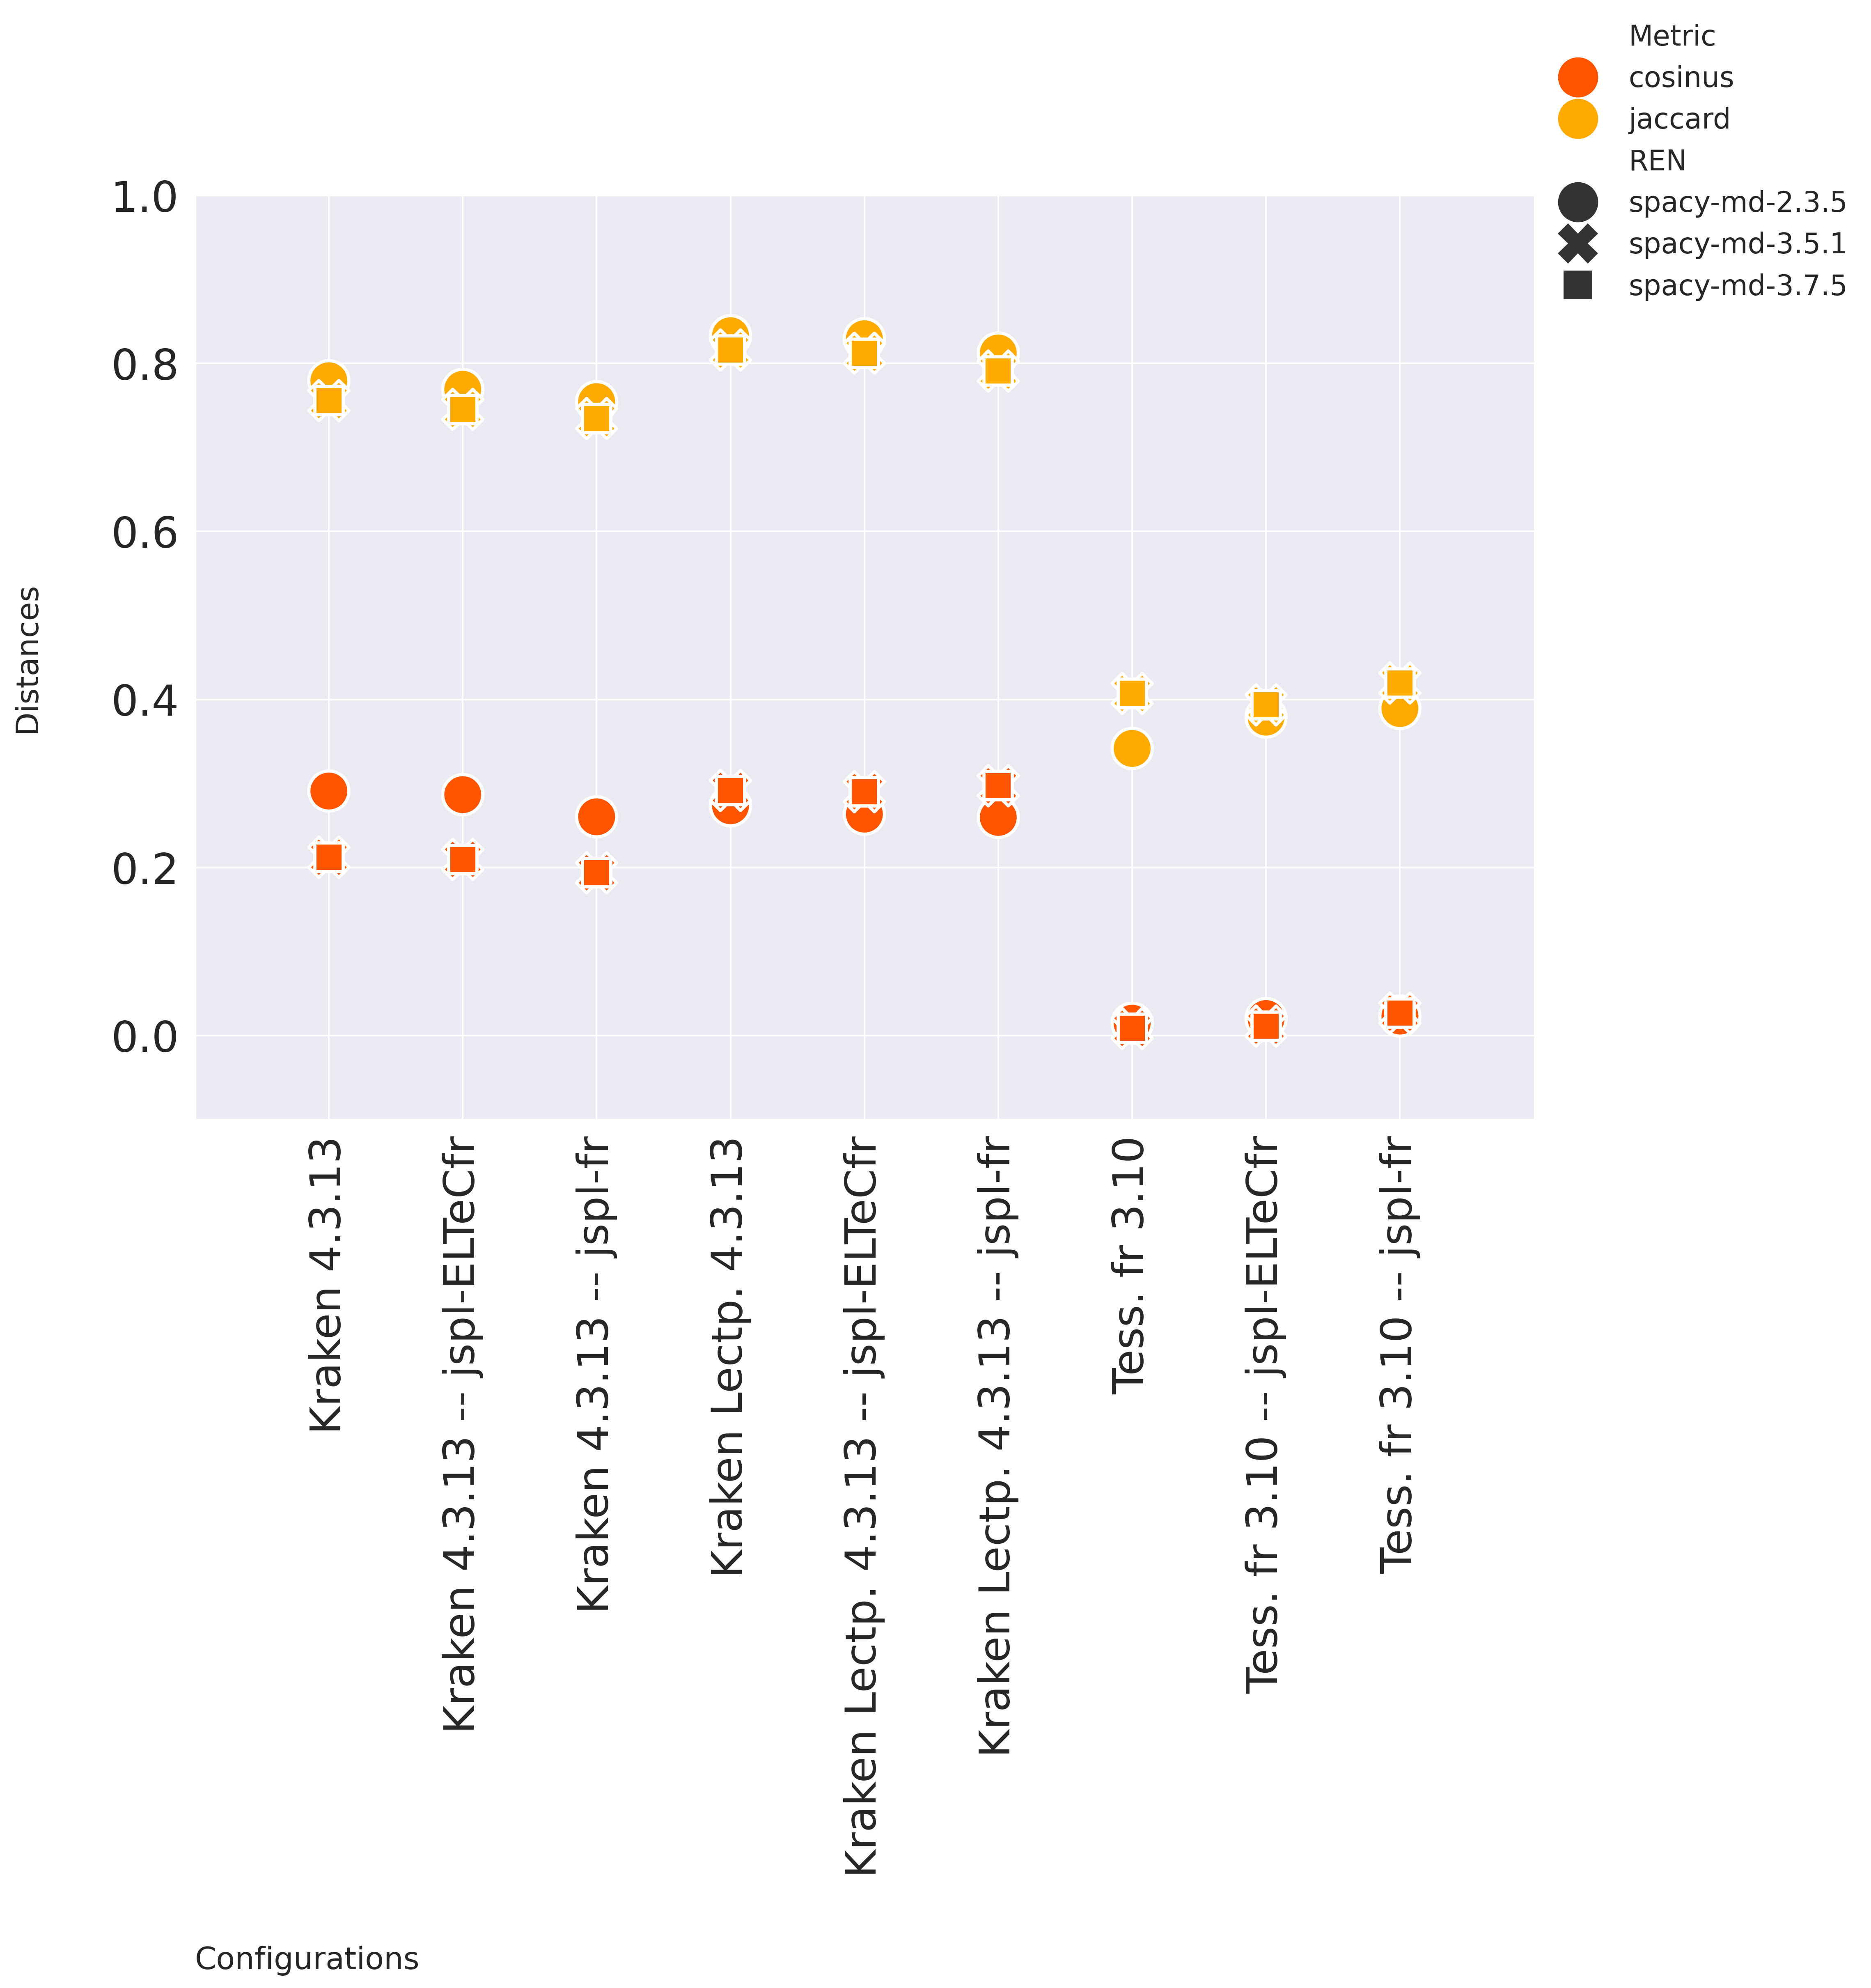 Metric
cosinus
jaccard
REN
spacy-md-2.3.5
spacy-md-3.5.1
spacy-md-3.7.5
1.0
0.8
0.6
0.4
0.2
0.0
Distances
Kraken 4.3.13
Kraken 4.3.13 -- jspl-ELTeCfr
Kraken 4.3.13 -- jspl-fr
Kraken Lectp. 4.3.13
Kraken Lectp. 4.3.13 -- jspl-ELTeCfr
Kraken Lectp. 4.3.13 -- jspl-fr
Tess. fr 3.10
Tess. fr 3.10 -- jspl-ELTeCfr
Tess. fr 3.10 -- jspl-fr
Configurations